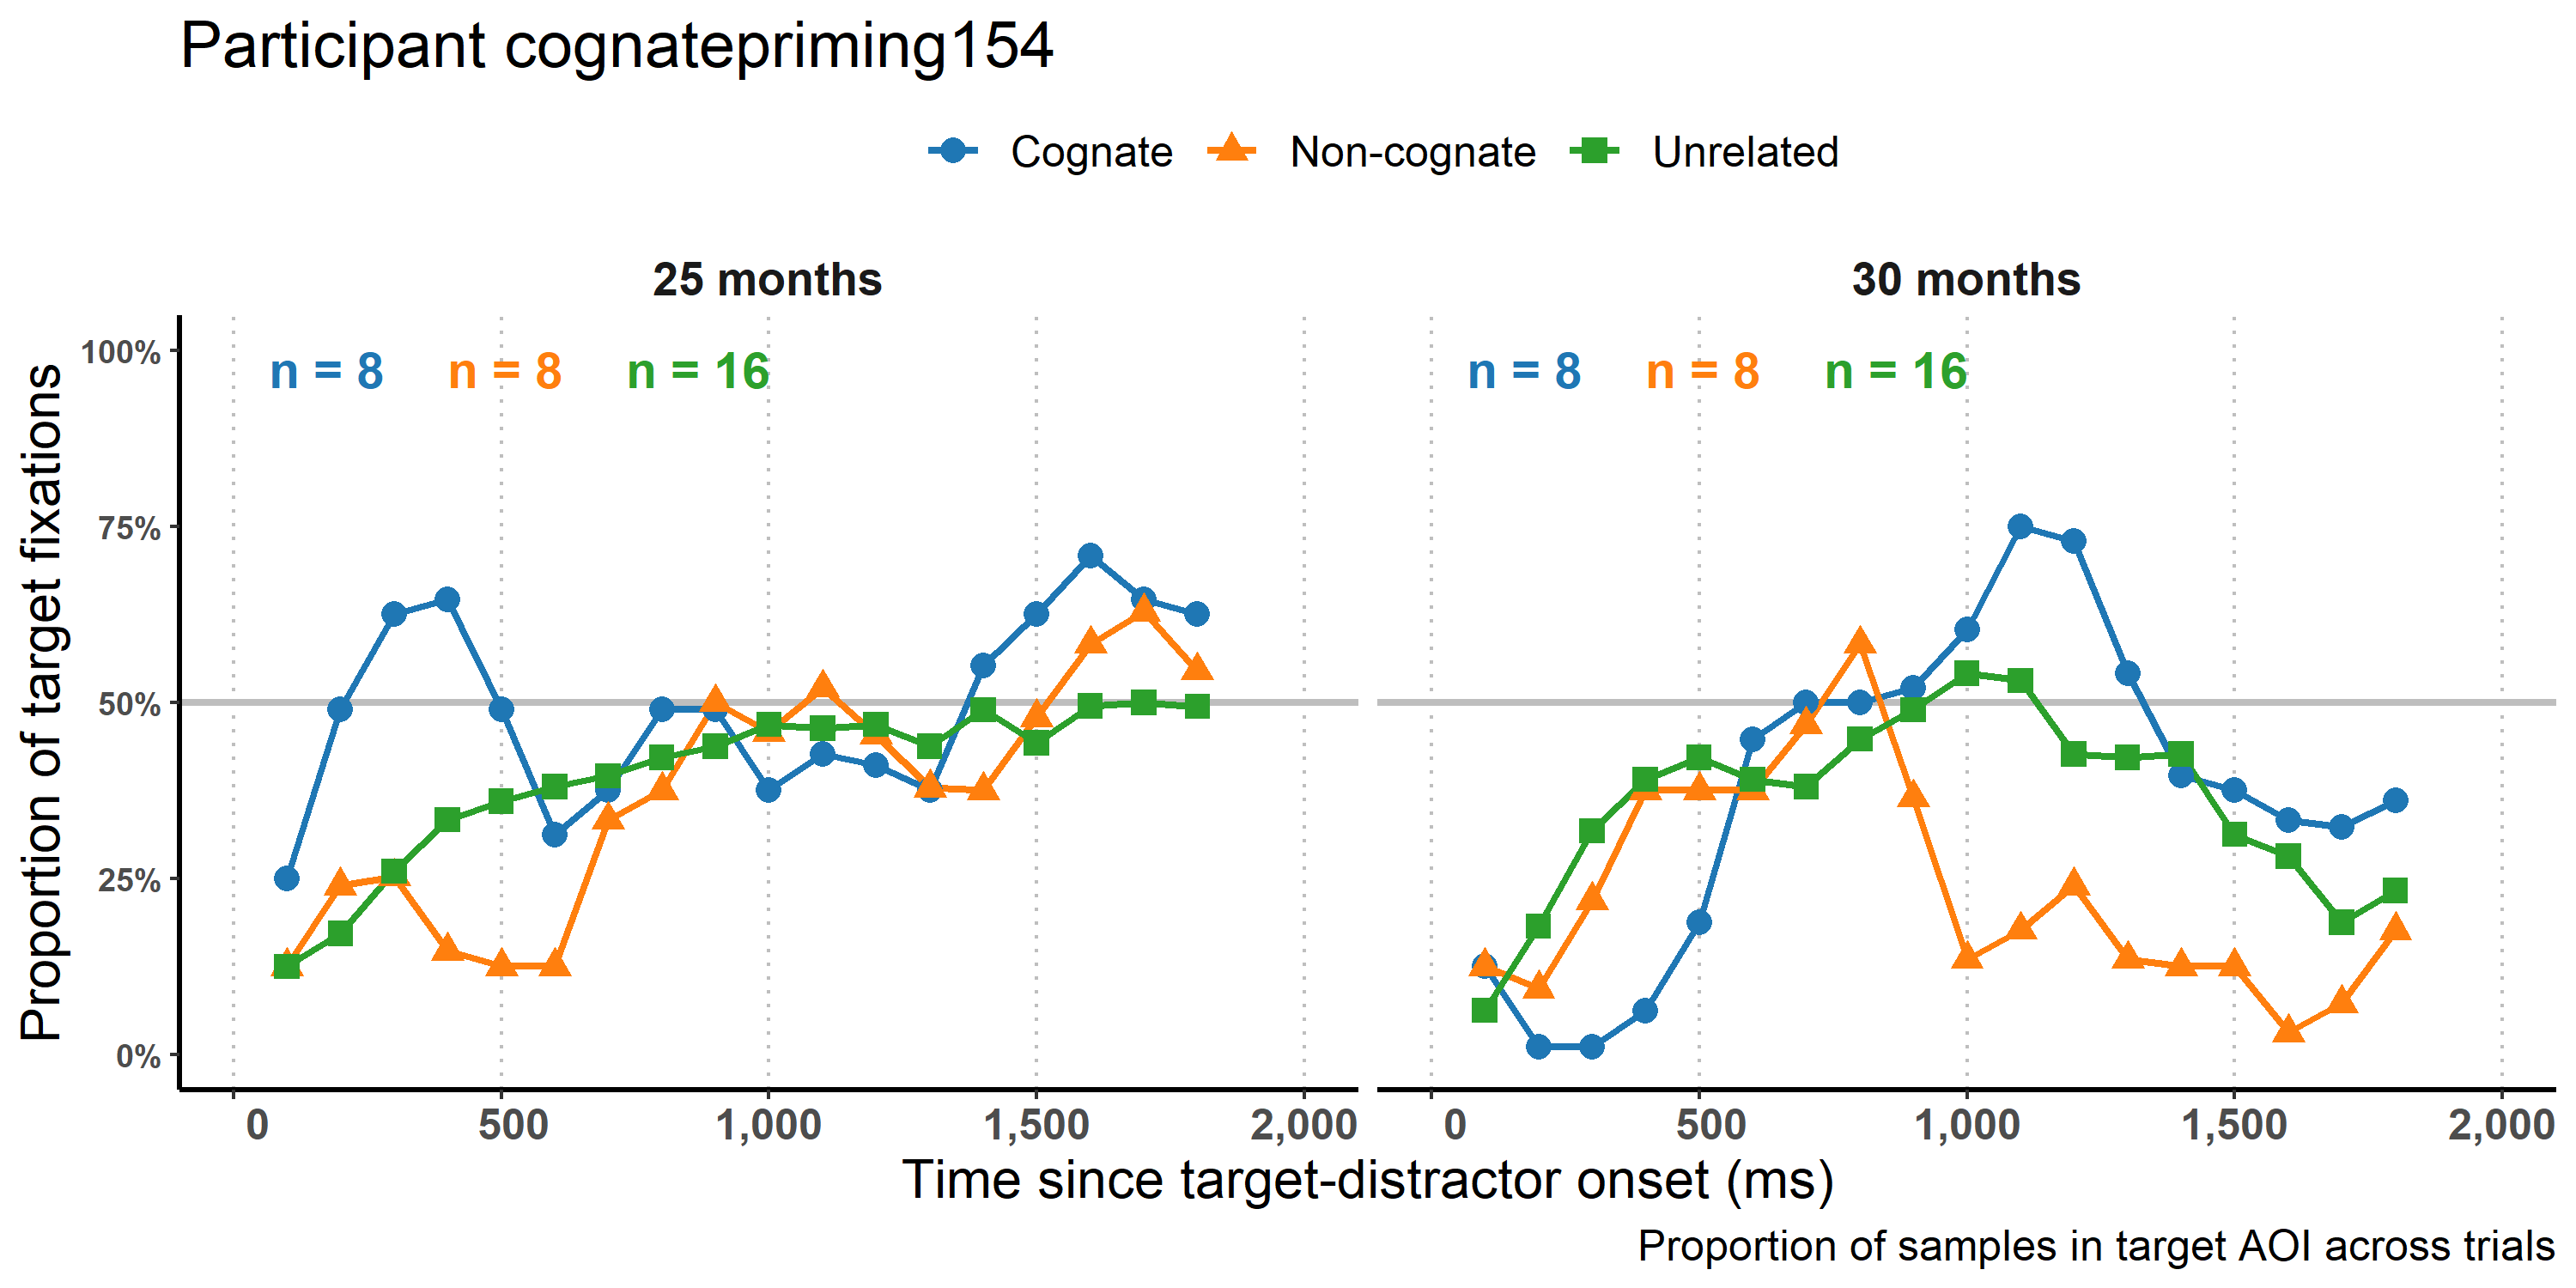 Participant cognatepriming154
Cognate Non-cognate Unrelated
25 months 30 months
Proportion of target fixations
100%
75%
50%
25%
0%
n = 8 n = 8 n = 16
n = 8 n = 8 n = 16
0 500 1,000 1,500 2,000
0 500 1,000 1,500 2,000
Time since target-distractor onset (ms)
Proportion of samples in target AOI across trials